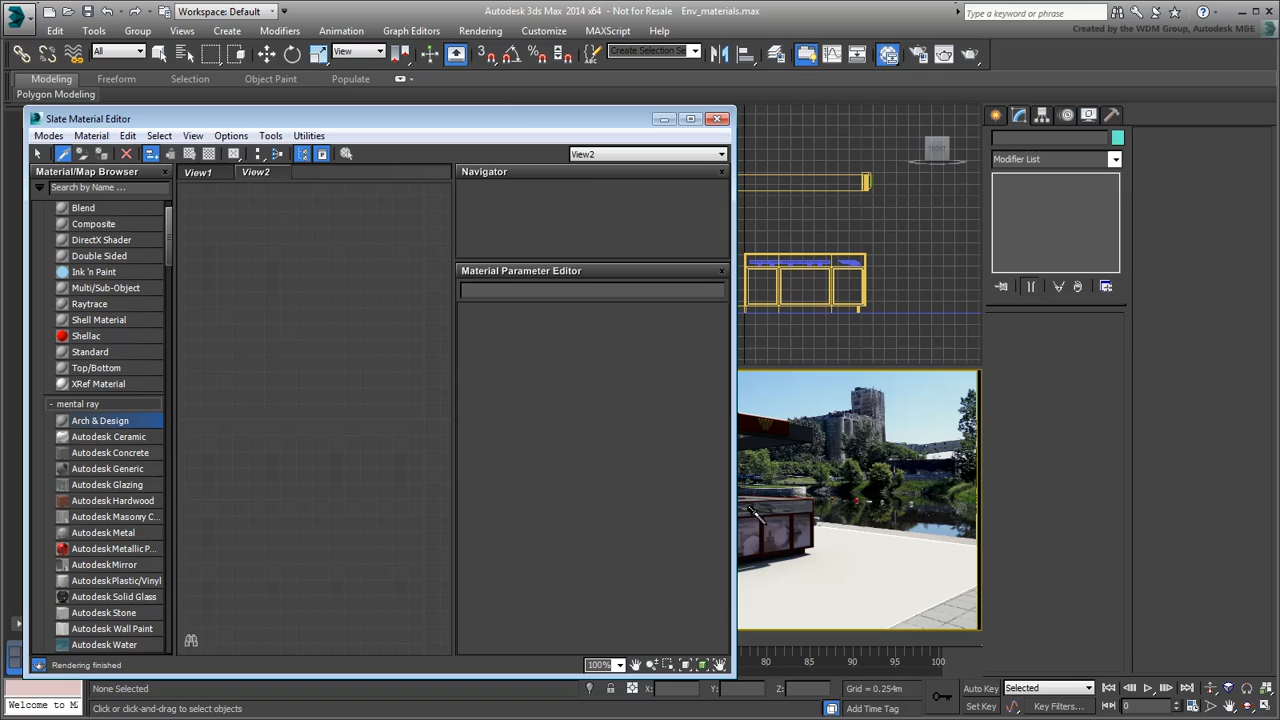 Workspace: Default
Autodesk 3ds Max 2014 x64 - Not for Resale Env_materials.max
Type a keyword or phrase
Edit Tools Group Views Create Modifiers Animation Graph Editors Rendering Customize MAXScript Help
Created by the WDM Group, Autodesk M&E
All
View
Create Selection Se
Modeling Freeform Selection Object Paint Populate
Polygon Modeling
Slate Material Editor
Modes Material Edit Select View Options Tools Utilities
View2
Material/Map Browser
View1 View2
Navigator
Search by Name ...
Blend
Composite
DirectX Shader
Double Sided
Ink 'n Paint
Multi/Sub-Object
Raytrace
Shell Material
Shellac
Standard
Top/Bottom
XRef Material
- mental ray
Arch & Design
Autodesk Ceramic
Autodesk Concrete
Autodesk Generic
Autodesk Glazing
Autodesk Hardwood
Autodesk Masonry C...
Autodesk Metal
Autodesk Metallic P...
Autodesk Mirror
Autodesk Plastic/Vinyl
Autodesk Solid Glass
Autodesk Stone
Autodesk Wall Paint
Autodesk Water
Material Parameter Editor
Rendering finished
100%
FRONT
Modifier List
80 85 90 95 100
None Selected
X: Y: Z: Grid = 0.254m
Auto Key Selected
Welcome to M
Click or click-and-drag to select objects
Add Time Tag
Set Key Key Filters...
0